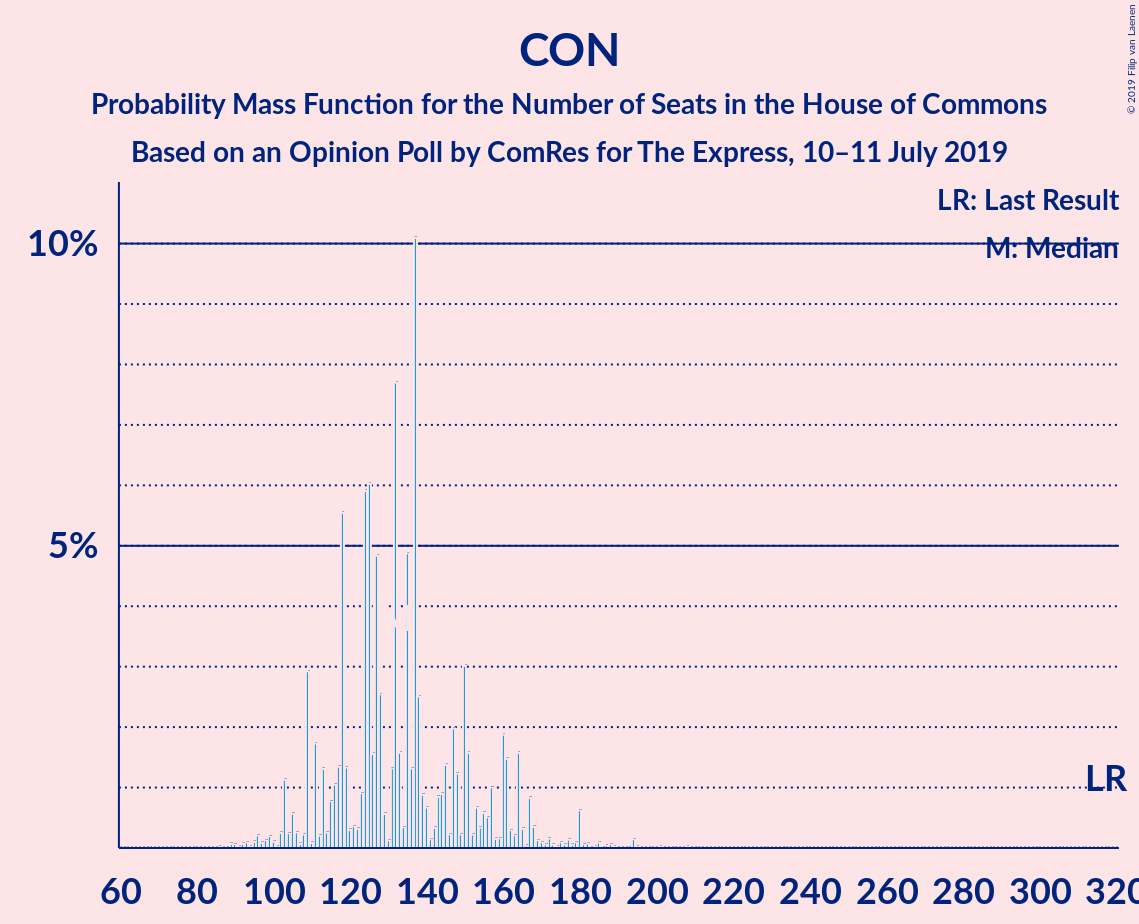 CON
Probability Mass Function for the Number of Seats in the House of Commons
Based on an Opinion Poll by ComRes for The Express, 10–11 July 2019
© 2019 Filip van Laenen
LR: Last Result
M: Median
10%
5%
LR
60 80 100 120 140 160 180 200 220 240 260 280 300 320